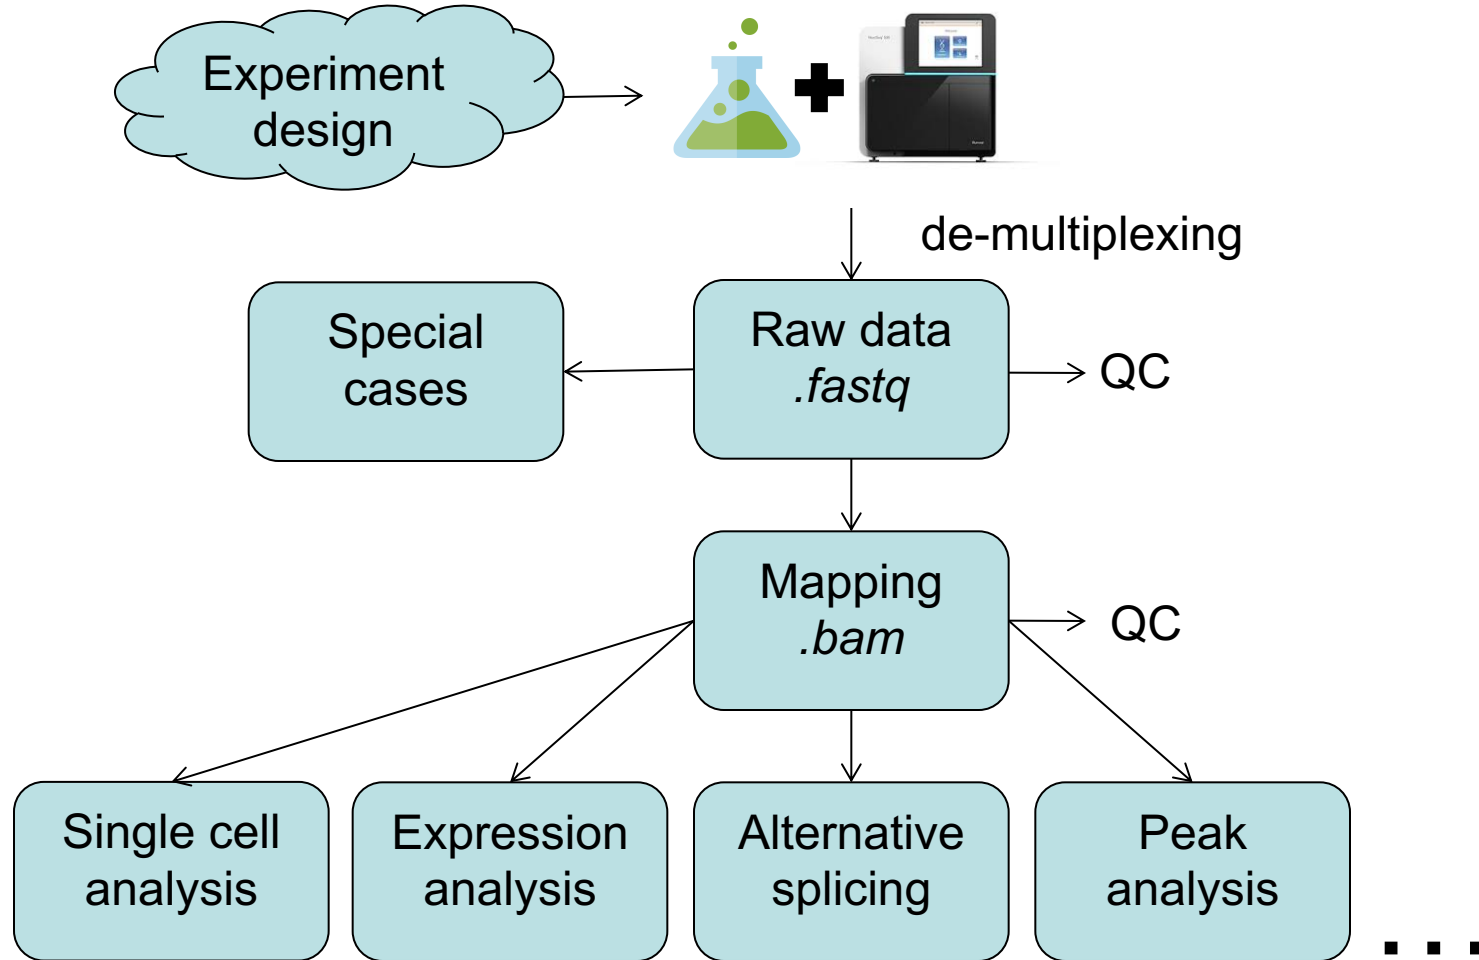 Experiment
design
de-multiplexing
Special
cases
Raw data
.fastq
QC
Mapping
.bam
QC
Single cell
analysis
Expression
analysis
Alternative
splicing
Peak
analysis
. . .